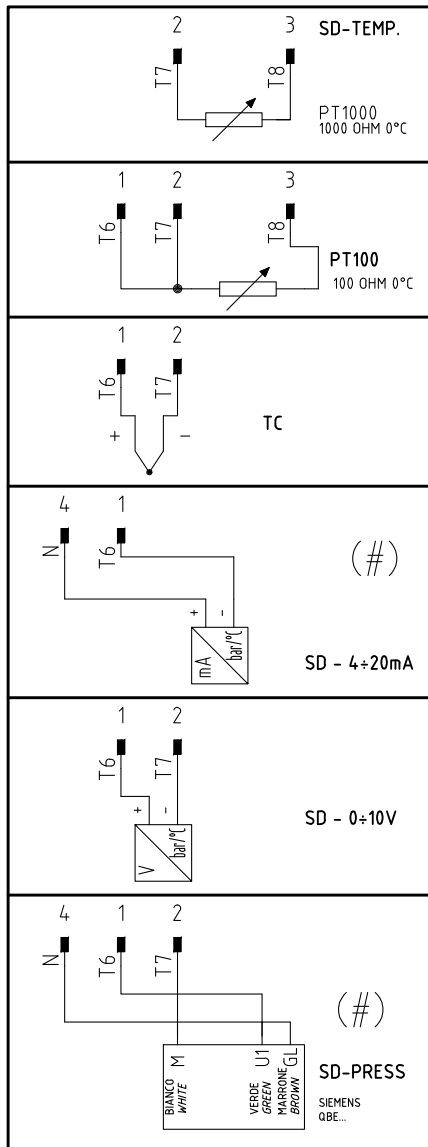 2 3 SD-TEMP.
T7 T8
PT1000
1000 OHM 0°C
1 2 3
T6 T7 T8
PT100
100 OHM 0°C
1 2
T6 T7
+ -
TC
4 1
N T6
(#)
+ -
mA bar/°C
SD - 4÷20mA
1 2
T6 T7
+ -
V bar/°C
SD - 0÷10V
4 1 2
N T6 T7
(#)
M U1 GL
BIANCO
WHITE
VERDE
GREEN
MARRONE
BROWN
SD-PRESS
SIEMENS
QBE...